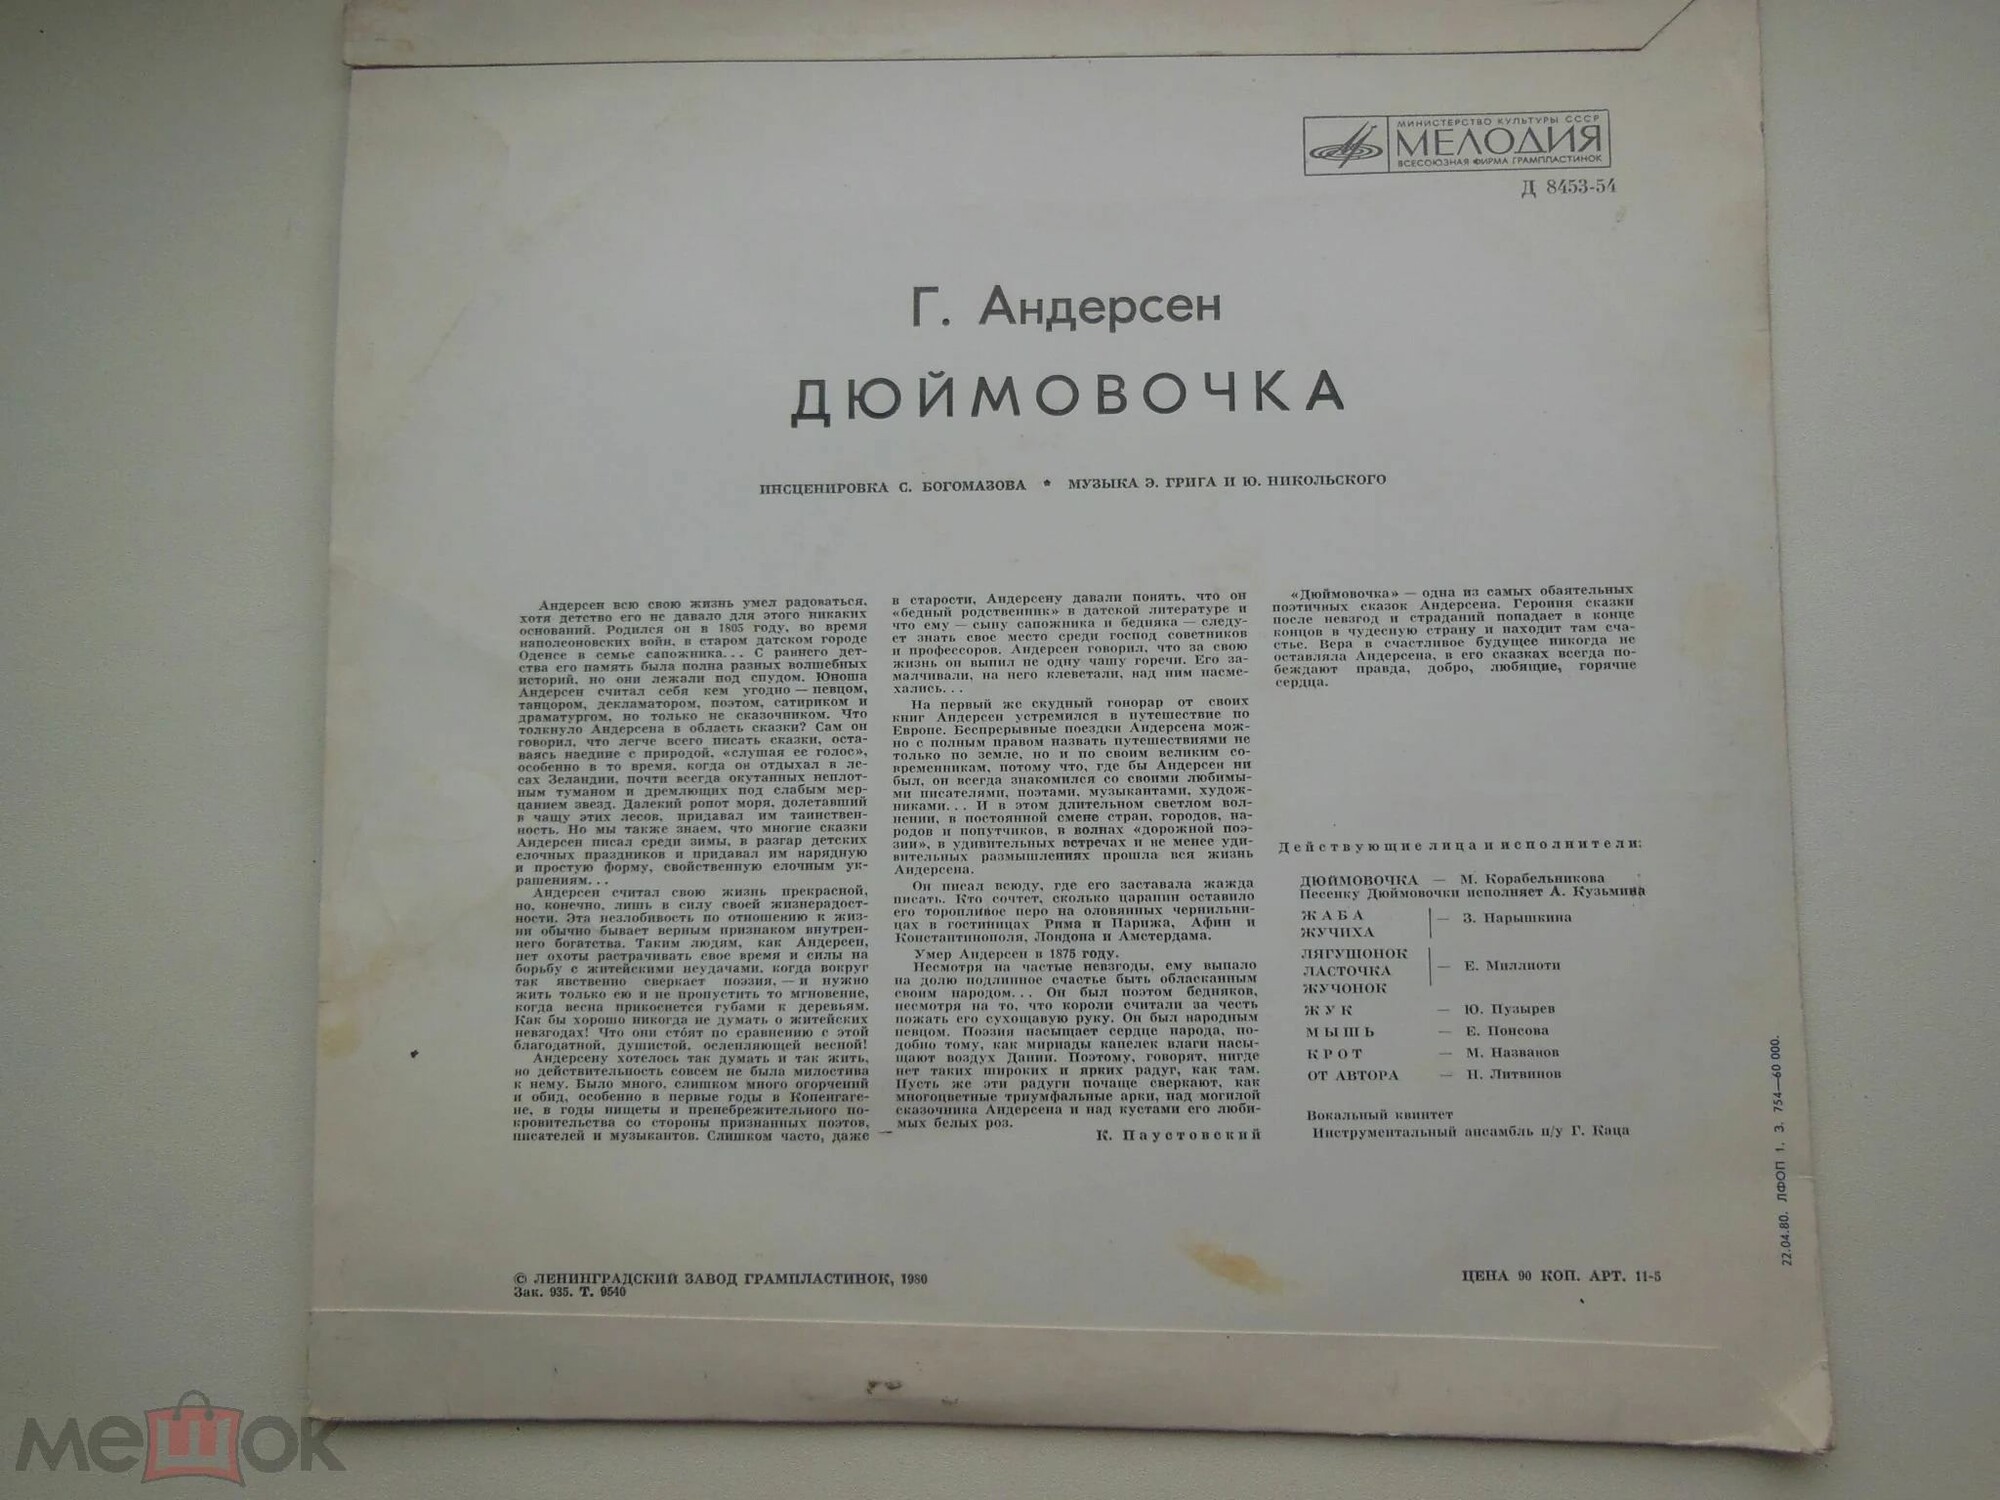 МИНИСТЕРСТВО КУЛЬТУРЫ СССР
МЕЛОДИЯ
ВСЕСОЮЗНАЯ ФИРМА ГРАМПЛАСТИНОК
Д 8453-54
Г. Андерсен
ДЮЙМОВОЧКА
ИНСЦЕНИРОВКА С. БОГОМАЗОВА * МУЗЫКА Э. ГРИГА И Ю. НИКОЛЬСКОГО
Андерсен всю свою жизнь умел радоваться,
хотя детство его не давало для этого никаких
оснований. Родился он в 1805 году, во время
наполеоновских войн, в старом датском городе
Оденсе в семье сапожника... С раннего дет-
ства его память была полна разных волшебных
историй, но они лежали под спудом. Юноша
Андерсен считал себя кем угодно — певцом,
танцором, декламатором, поэтом, сатириком и
драматургом, но только не сказочником. Что
толкнуло Андерсена в область сказки? Сам он
говорил, что легче всего писать сказки, оста-
ваясь наедине с природой, «слушая ее голос»,
особенно в то время, когда он отдыхал в ле-
сах Зеландии, почти всегда окутанных неплот-
ным туманом и дремлющих под слабым мер-
цанием звезд. Далекий ропот моря, долетавший
в чащу этих лесов, придавал им таинствен-
ность. Но мы также знаем, что многие сказки
Андерсен писал среди зимы, в разгар детских
елочных праздников и придавал им нарядную
и простую форму, свойственную елочным ук-
рашениям...
Андерсен считал свою жизнь прекрасной,
но, конечно, лишь в силу своей жизнерадост-
ности. Эта незлобивость по отношению к жиз-
ни обычно бывает верным признаком внутрен-
него богатства. Таким людям, как Андерсен,
нет охоты растрачивать свое время и силы на
борьбу с житейскими неудачами, когда вокруг
так явственно сверкает поэзия, — и нужно
жить только ею и не пропустить то мгновение,
когда весна прикоснется губами к деревьям.
Как бы хорошо никогда не думать о житейских
невзгодах! Что они сто́ят по сравнению с этой
благодатной, душистой, ослепляющей весной!
Андерсену хотелось так думать и так жить,
но действительность совсем не была милостива
к нему. Было много, слишком много огорчений
и обид, особенно в первые годы в Копенгаге-
не, в годы нищеты и пренебрежительного по-
кровительства со стороны признанных поэтов,
писателей и музыкантов. Слишком часто, даже
в старости, Андерсену давали понять, что он
«бедный родственник» в датской литературе и
что ему — сыну сапожника и бедняка — следу-
ет знать свое место среди господ советников
и профессоров. Андерсен говорил, что за свою
жизнь он выпил не одну чашу горечи. Его за-
малчивали, на него клеветали, над ним насме-
хались...
На первый же скудный гонорар от своих
книг Андерсен устремился в путешествие по
Европе. Беспрерывные поездки Андерсена мож-
но с полным правом назвать путешествиями не
только по земле, но и по своим великим со-
временникам, потому что, где бы Андерсен ни
был, он всегда знакомился со своими любимы-
ми писателями, поэтами, музыкантами, худож-
никами... И в этом длительном светлом вол-
нении, в постоянной смене стран, городов, на-
родов и попутчиков, в волнах «дорожной поэ-
зии», в удивительных встречах и не менее уди-
вительных размышлениях прошла вся жизнь
Андерсена.
Он писал всюду, где его заставала жажда
писать. Кто сочтет, сколько царапин оставило
его торопливое перо на оловянных чернильни-
цах в гостиницах Рима и Парижа, Афин и
Константинополя, Лондона и Амстердама.
Умер Андерсен в 1875 году.
Несмотря на частые невзгоды, ему выпало
на долю подлинное счастье быть обласканным
своим народом... Он был поэтом бедняков,
несмотря на то, что короли считали за честь
пожать его сухощавую руку. Он был народным
певцом. Поэзия насыщает сердце народа, по-
добно тому, как мириады капелек влаги насы-
щают воздух Дании. Поэтому, говорят, нигде
нет таких широких и ярких радуг, как там.
Пусть же эти радуги почаще сверкают, как
многоцветные триумфальные арки, над могилой
сказочника Андерсена и над кустами его люби-
мых белых роз.
К. Паустовский
«Дюймовочка» — одна из самых обаятельных
поэтичных сказок Андерсена. Героиня сказки
после невзгод и страданий попадает в конце
концов в чудесную страну и находит там сча-
стье. Вера в счастливое будущее никогда не
оставляла Андерсена, в его сказках всегда по-
беждают правда, добро, любящие, горячие
сердца.
Действующие лица и исполнители:
ДЮЙМОВОЧКА — М. Корабельникова
Песенку Дюймовочки исполняет А. Кузьмина
ЖАБА
ЖУЧИХА — З. Нарышкина
ЛЯГУШОНОК
ЛАСТОЧКА — Е. Миллиоти
ЖУЧОНОК
ЖУК — Ю. Пузырев
МЫШЬ — Е. Понсова
КРОТ — М. Названов
ОТ АВТОРА — Н. Литвинов
Вокальный квинтет
Инструментальный ансамбль п/у Г. Каца
22.04.80. ЛФОП 1. З. 754—60 000.
© ЛЕНИНГРАДСКИЙ ЗАВОД ГРАМПЛАСТИНОК, 1980
Зак. 935. Т. 9540
ЦЕНА 90 КОП. АРТ. 11-5
мешок